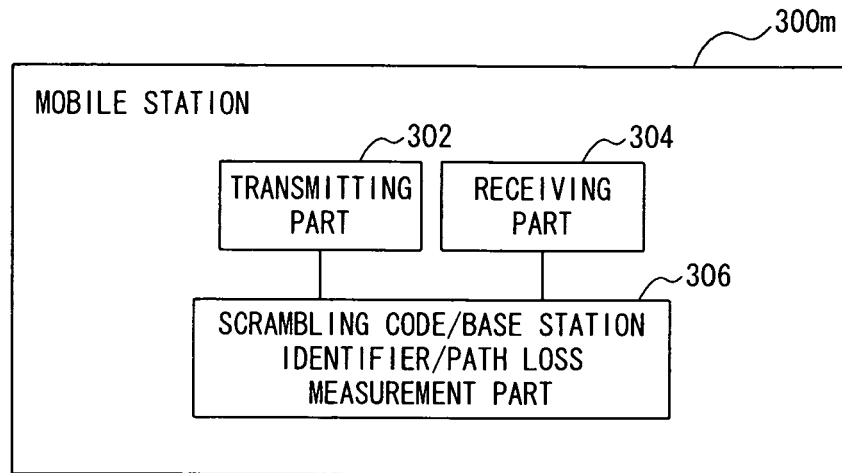 300m
MOBILE STATION
302
304
TRANSMITTING
PART
RECEIVING
PART
306
SCRAMBLING CODE/BASE STATION
IDENTIFIER/PATH LOSS
MEASUREMENT PART